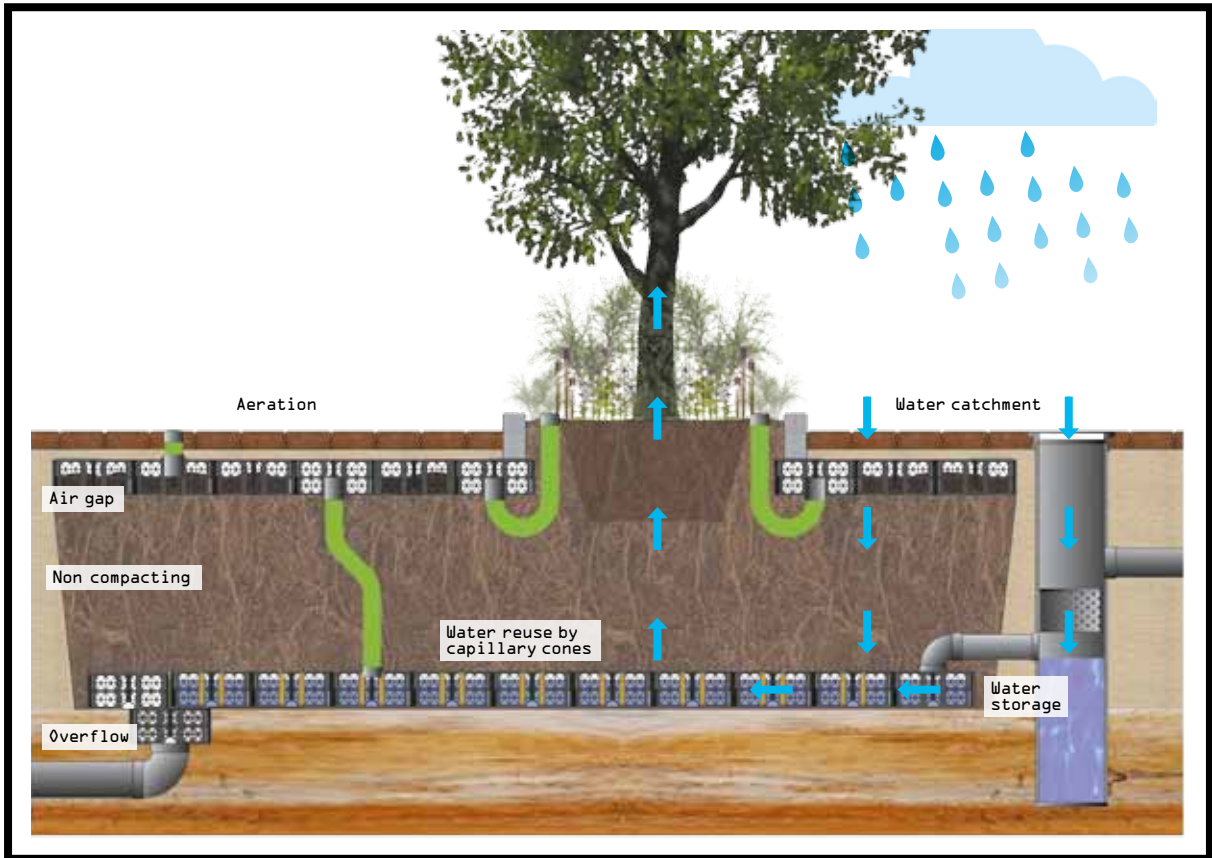 Aeration
Water catchment
Air gap
Non compacting
Water reuse by
capillary cones
Water
storage
Overflow